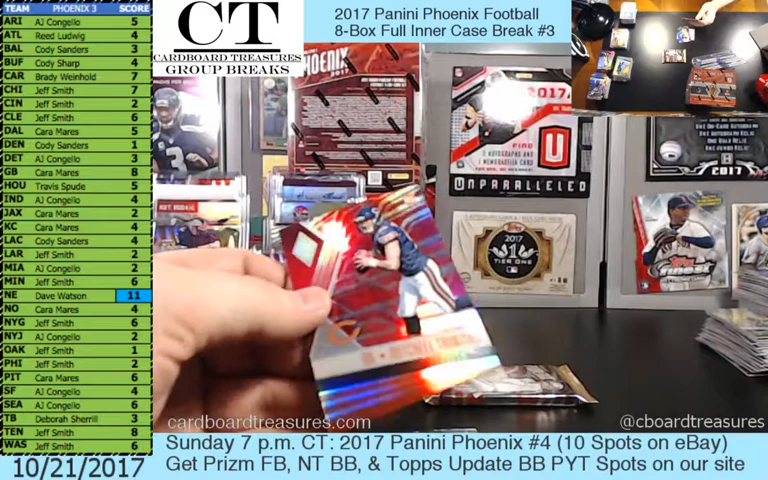 TEAM PHOENIX 3 SCORE
ARI AJ Congello 5
ATL Reed Ludwig 4
BAL Cody Sanders 3
BUF Cody Sharp 4
CAR Brady Weinhold 7
CHI Jeff Smith 7
CIN Jeff Smith 2
CLE Jeff Smith 6
DAL Cara Mares 5
DEN Cody Sanders 1
DET AJ Congello 3
GB Cara Mares 8
HOU Travis Spude 5
IND AJ Congello 4
JAX Cara Mares 2
KC Cara Mares 4
LAC Cody Sanders 4
LAR Jeff Smith 2
MIA AJ Congello 2
MIN Jeff Smith 6
NE Dave Watson 11
NO Cara Mares 4
NYG Jeff Smith 6
NYJ AJ Congello 2
OAK Jeff Smith 1
PHI Jeff Smith 2
PIT Cara Mares 6
SF AJ Congello 4
SEA AJ Congello 6
TB Deborah Sherrill 3
TEN Jeff Smith 8
WAS Jeff Smith 6
10/21/2017
CT
CARDBOARD TREASURES
GROUP BREAKS
2017 Panini Phoenix Football
8-Box Full Inner Case Break #3
PHOENIX
2017
2017
U
UNPARALLELED
2017
TIER ONE
2017
cardboardtreasures.com
@cboardtreasures
Sunday 7 p.m. CT: 2017 Panini Phoenix #4 (10 Spots on eBay)
Get Prizm FB, NT BB, & Topps Update BB PYT Spots on our site